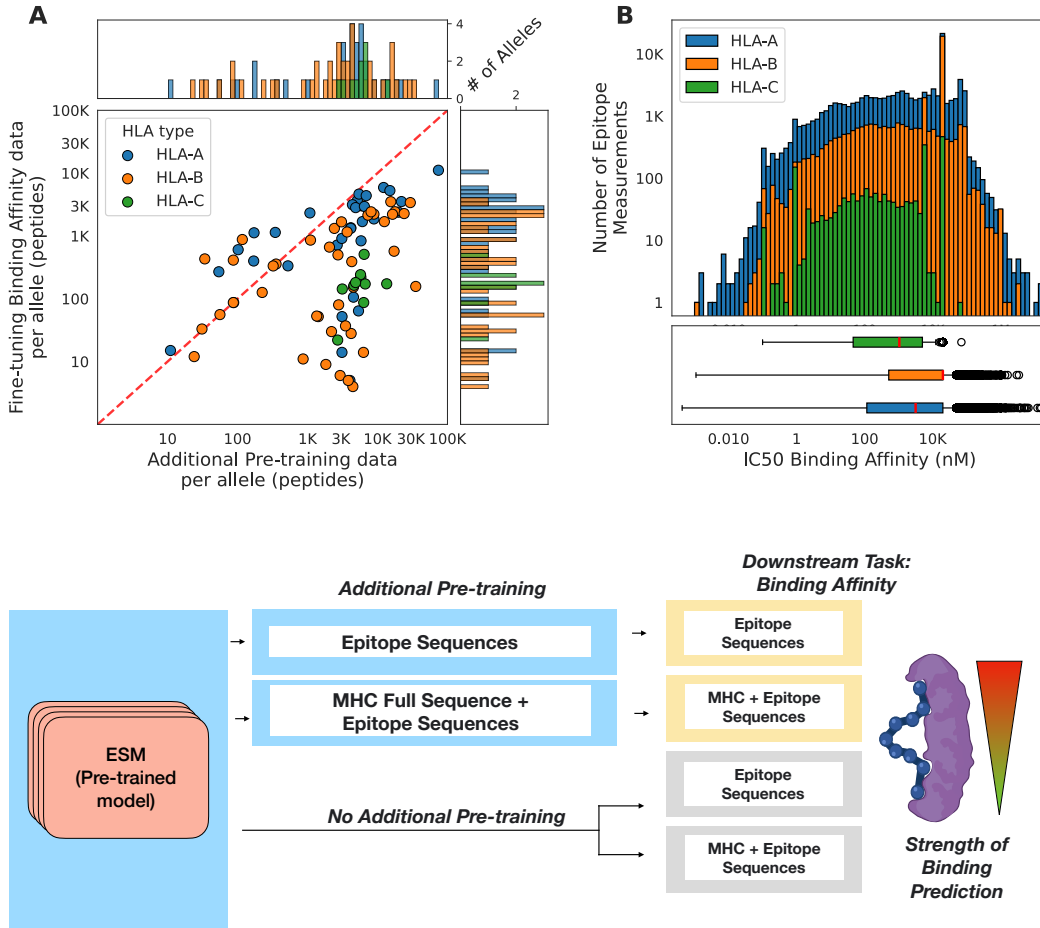 A
4
2
0
# of Alleles
Fine-tuning Binding Affinity data
per allele (peptides)
100K
30K
10K
3K
1K
100
10
HLA type
HLA-A
HLA-B
HLA-C
2
10
100
1K
3K
10K
30K
100K
Additional Pre-training data
per allele (peptides)
B
Number of Epitope
Measurements
10K
1K
100
10
1
HLA-A
HLA-B
HLA-C
0.010
1
100
10K
IC50 Binding Affinity (nM)
Additional Pre-training
Downstream Task:
Binding Affinity
Epitope Sequences
Epitope
Sequences
MHC Full Sequence +
Epitope Sequences
MHC + Epitope
Sequences
ESM
(Pre-trained
model)
No Additional Pre-training
Epitope
Sequences
MHC + Epitope
Sequences
Strength of
Binding
Prediction